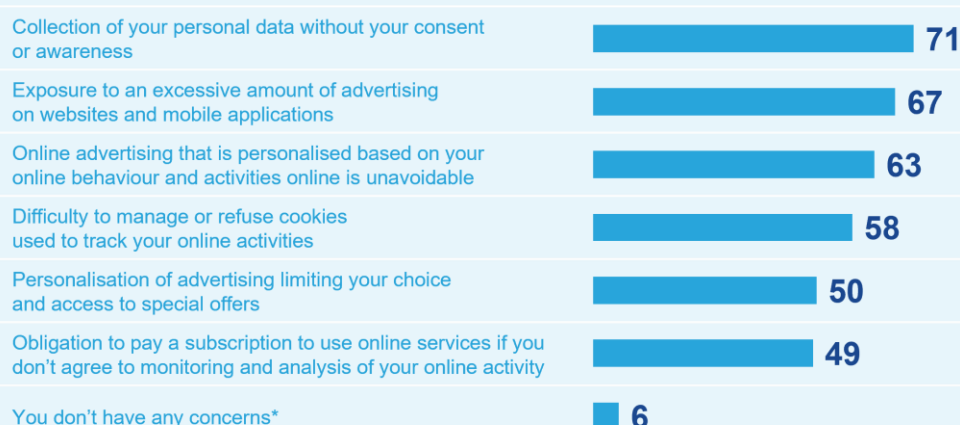 Collection of your personal data without your consent
or awareness
71
Exposure to an excessive amount of advertising
on websites and mobile applications
67
Online advertising that is personalised based on your
online behaviour and activities online is unavoidable
63
Difficulty to manage or refuse cookies
used to track your online activities
58
Personalisation of advertising limiting your choice
and access to special offers
50
Obligation to pay a subscription to use online services if you
don’t agree to monitoring and analysis of your online activity
49
You don’t have any concerns*
6